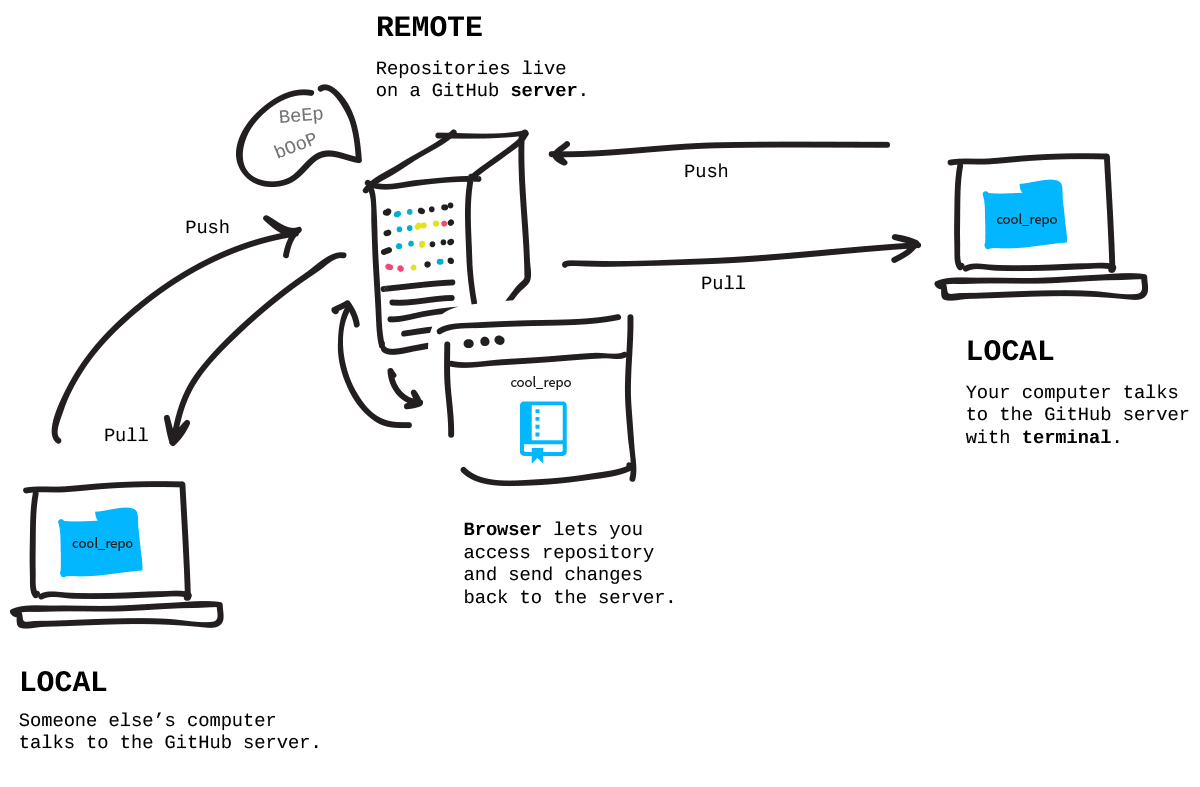 REMOTE
Repositories live
on a GitHub server.
BeEp
bOoP
Push
Push
Pull
Pull
cool_repo
LOCAL
Your computer talks
to the GitHub server
with terminal.
cool_repo
Browser lets you
access repository
and send changes
back to the server.
cool_repo
LOCAL
Someone else’s computer
talks to the GitHub server.